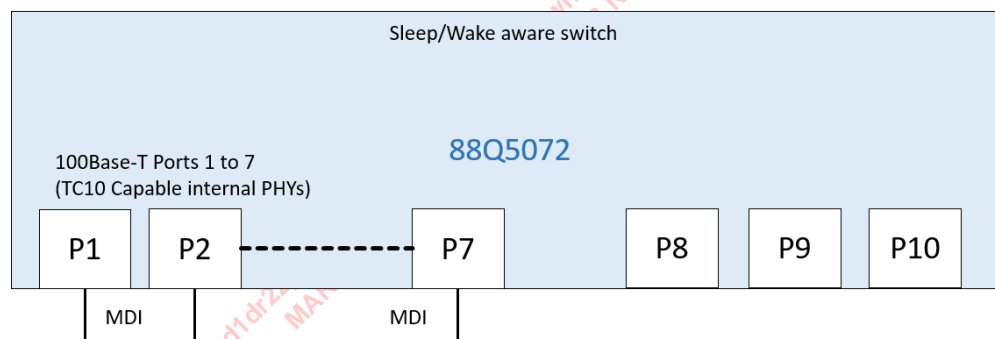 Sleep/Wake aware switch
88Q5072
100Base-T Ports 1 to 7
(TC10 Capable internal PHYs)
P1
P2
P7
P8
P9
P10
MDI
MDI